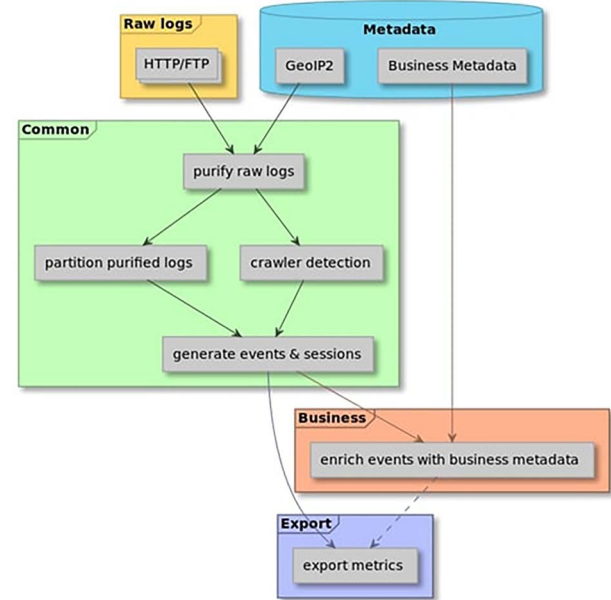 Raw logs
HTTP/FTP
Metadata
GeoIP2
Business Metadata
Common
purify raw logs
partition purified logs
crawler detection
generate events & sessions
Business
enrich events with business metadata
Export
export metrics